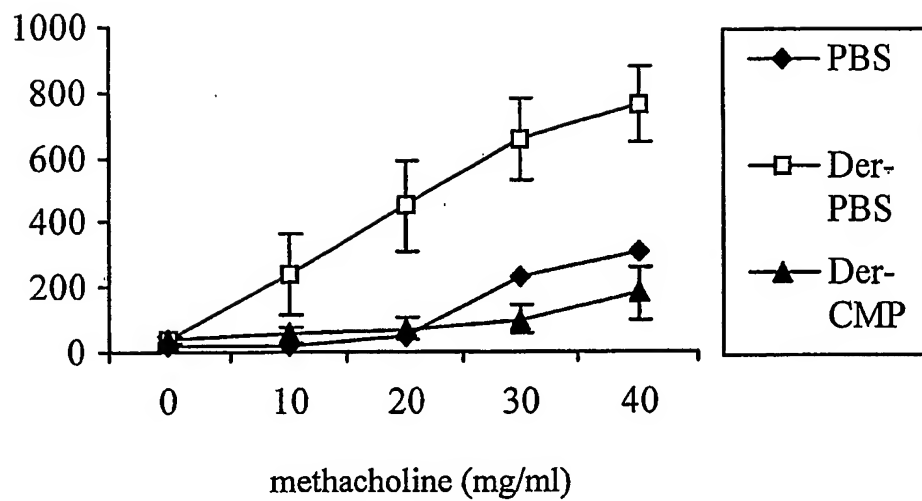 1000
800
600
400
200
0
0 10 20 30 40
methacholine (mg/ml)
PBS
Der-
PBS
Der-
CMP